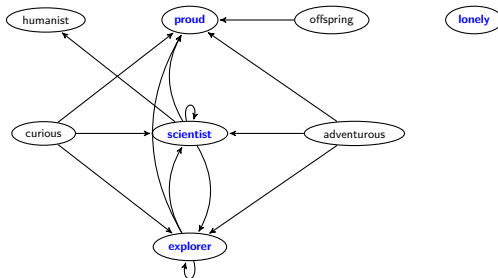 humanist
proud
offspring
lonely
curious
scientist
adventurous
explorer